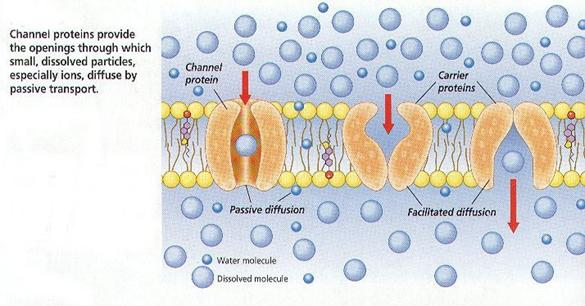 Channel proteins provide
the openings through which
small, dissolved particles,
especially ions, diffuse by
passive transport.
Channel
protein
Carrier
proteins
Passive diffusion
Facilitated diffusion
Water molecule
Dissolved molecule